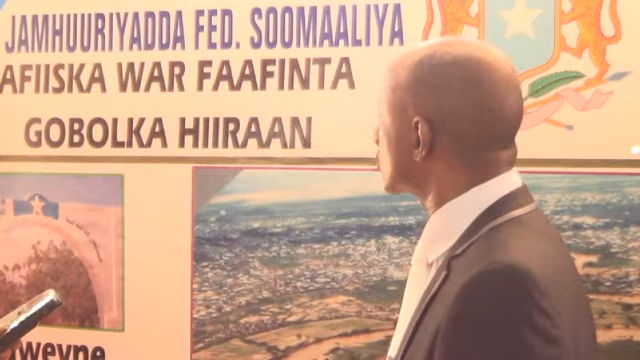 JAMHUURIYADDA FED. SOOMAALIYA
AFIISKA WAR FAAFINTA
GOBOLKA HIIRAAN